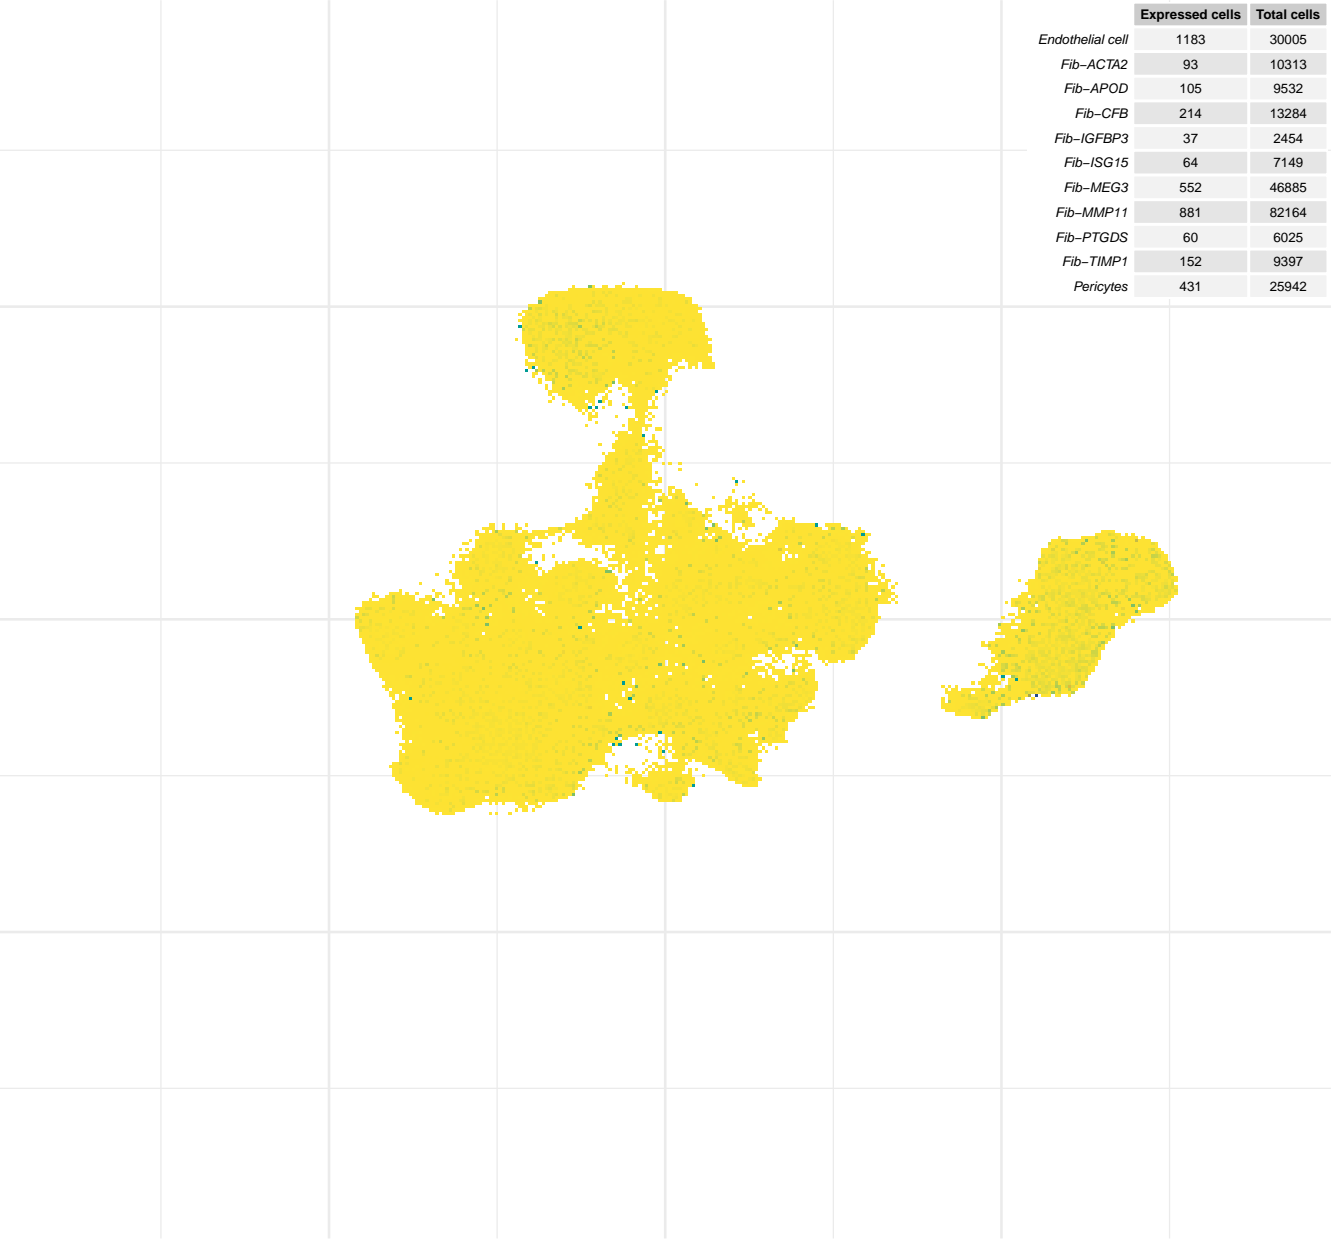 Expressed cells Total cells
Endothelial cell 1183 30005
Fib−ACTA2 93 10313
Fib−APOD 105 9532
Fib−CFB 214 13284
Fib−IGFBP3 37 2454
Fib−ISG15 64 7149
Fib−MEG3 552 46885
Fib−MMP11 881 82164
Fib−PTGDS 60 6025
Fib−TIMP1 152 9397
Pericytes 431 25942